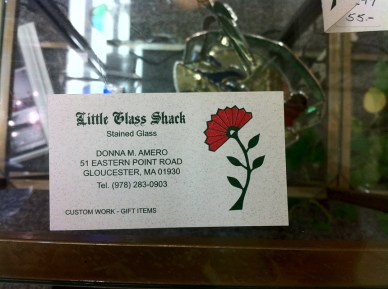 55.-
Little Glass Shack
Stained Glass
DONNA M. AMERO
51 EASTERN POINT ROAD
GLOUCESTER, MA 01930
Tel. (978) 283-0903
CUSTOM WORK - GIFT ITEMS